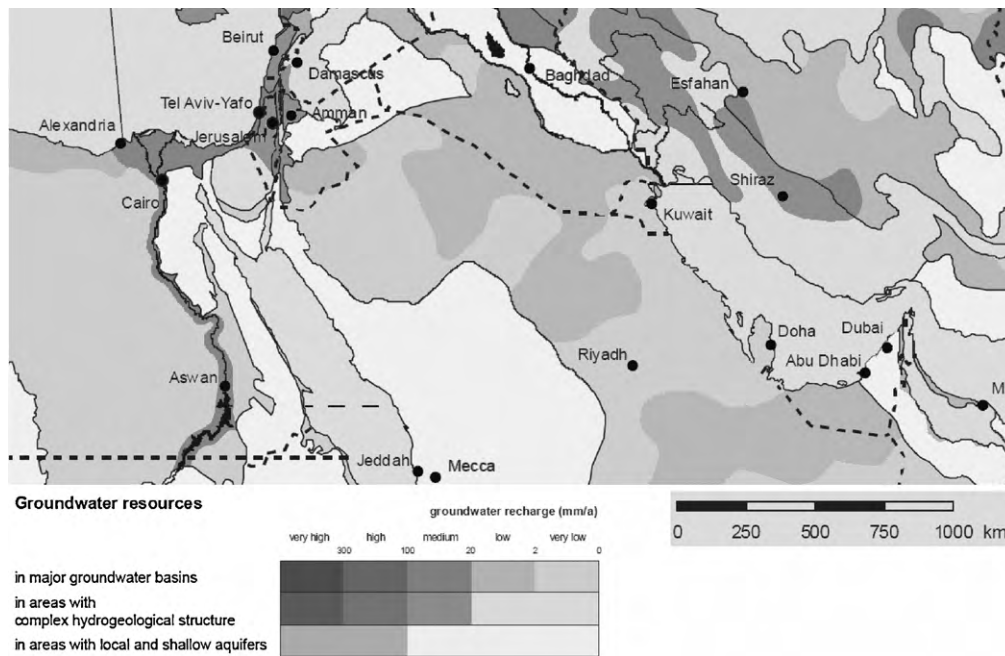 Beirut
Damascus
Baghdad
Esfahan
Tel Aviv-Yafo
Amman
Jerusalem
Alexandria
Cairo
Shiraz
Kuwait
Doha
Dubai
Riyadh
Abu Dhabi
Aswan
M
Jeddah
Mecca
Groundwater resources
groundwater recharge (mm/a)
very high high medium low very low
300 100 20 2 0
in major groundwater basins
in areas with
complex hydrogeological structure
in areas with local and shallow aquifers
0 250 500 750 1000 km